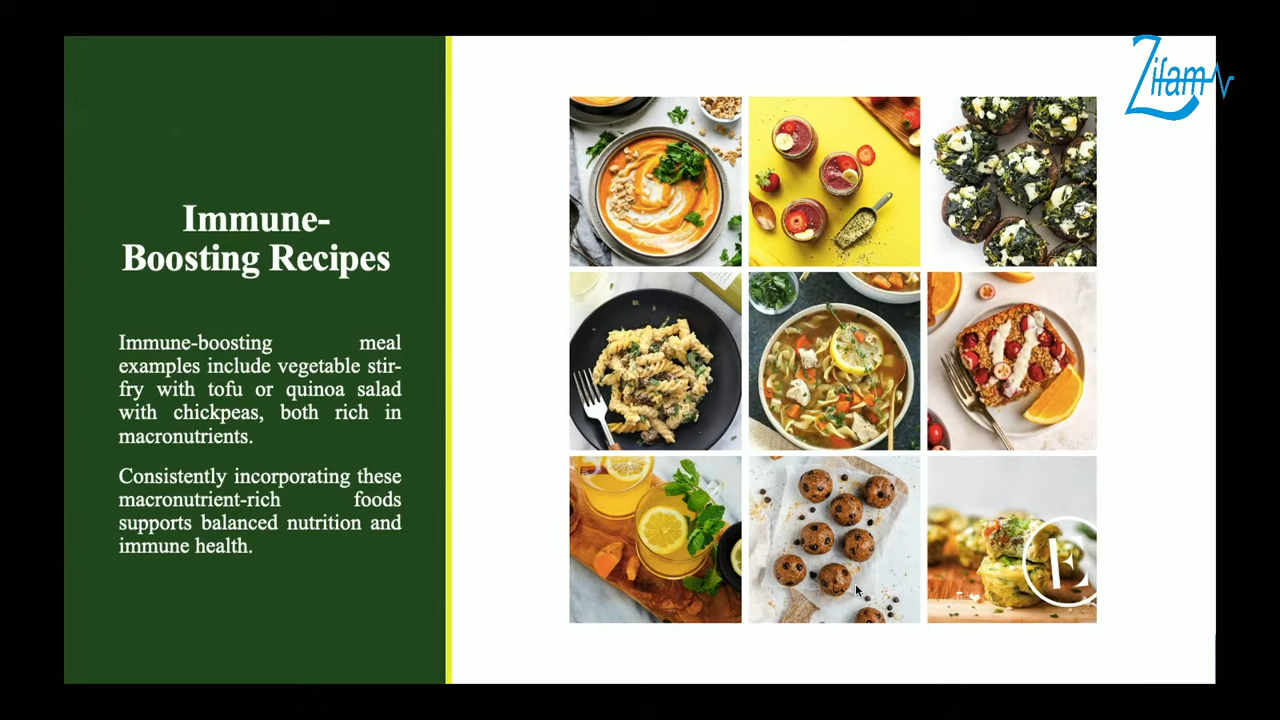 Zifam
Immune-
Boosting Recipes
Immune-boosting meal
examples include vegetable stir-
fry with tofu or quinoa salad
with chickpeas, both rich in
macronutrients.
Consistently incorporating these
macronutrient-rich foods
supports balanced nutrition and
immune health.
E